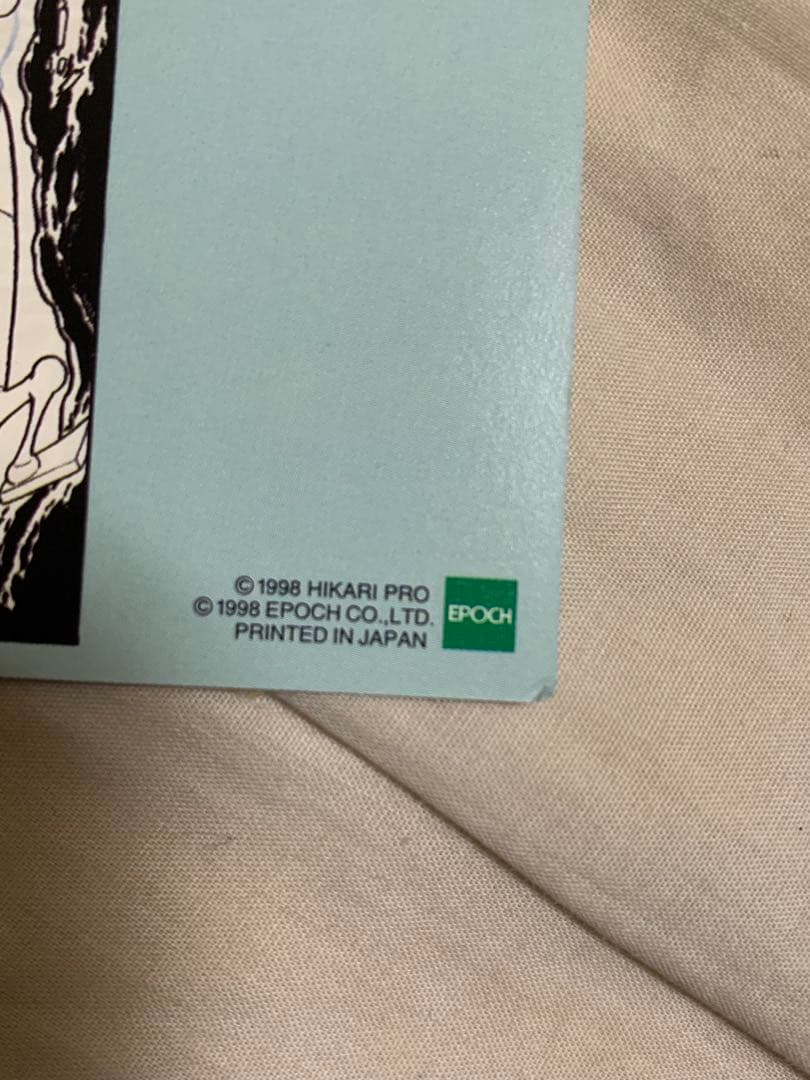 ©1998 HIKARI PRO
©1998 EPOCH CO.,LTD.
PRINTED IN JAPAN
EPOCH